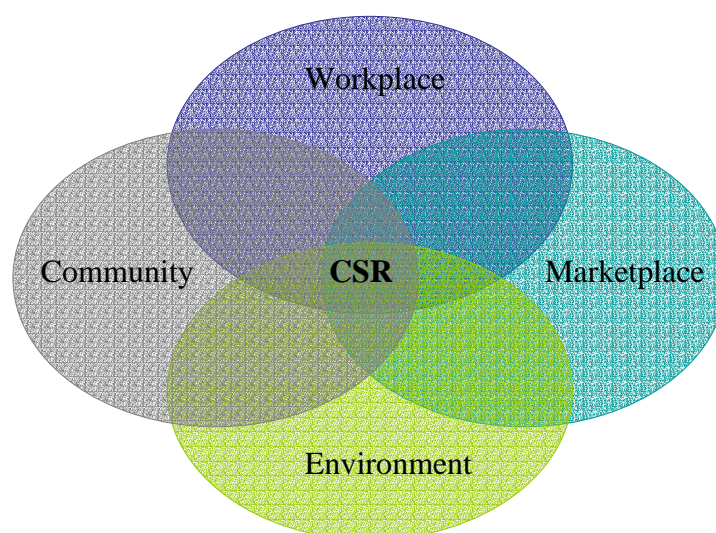 Workplace
Community
CSR
Marketplace
Environment